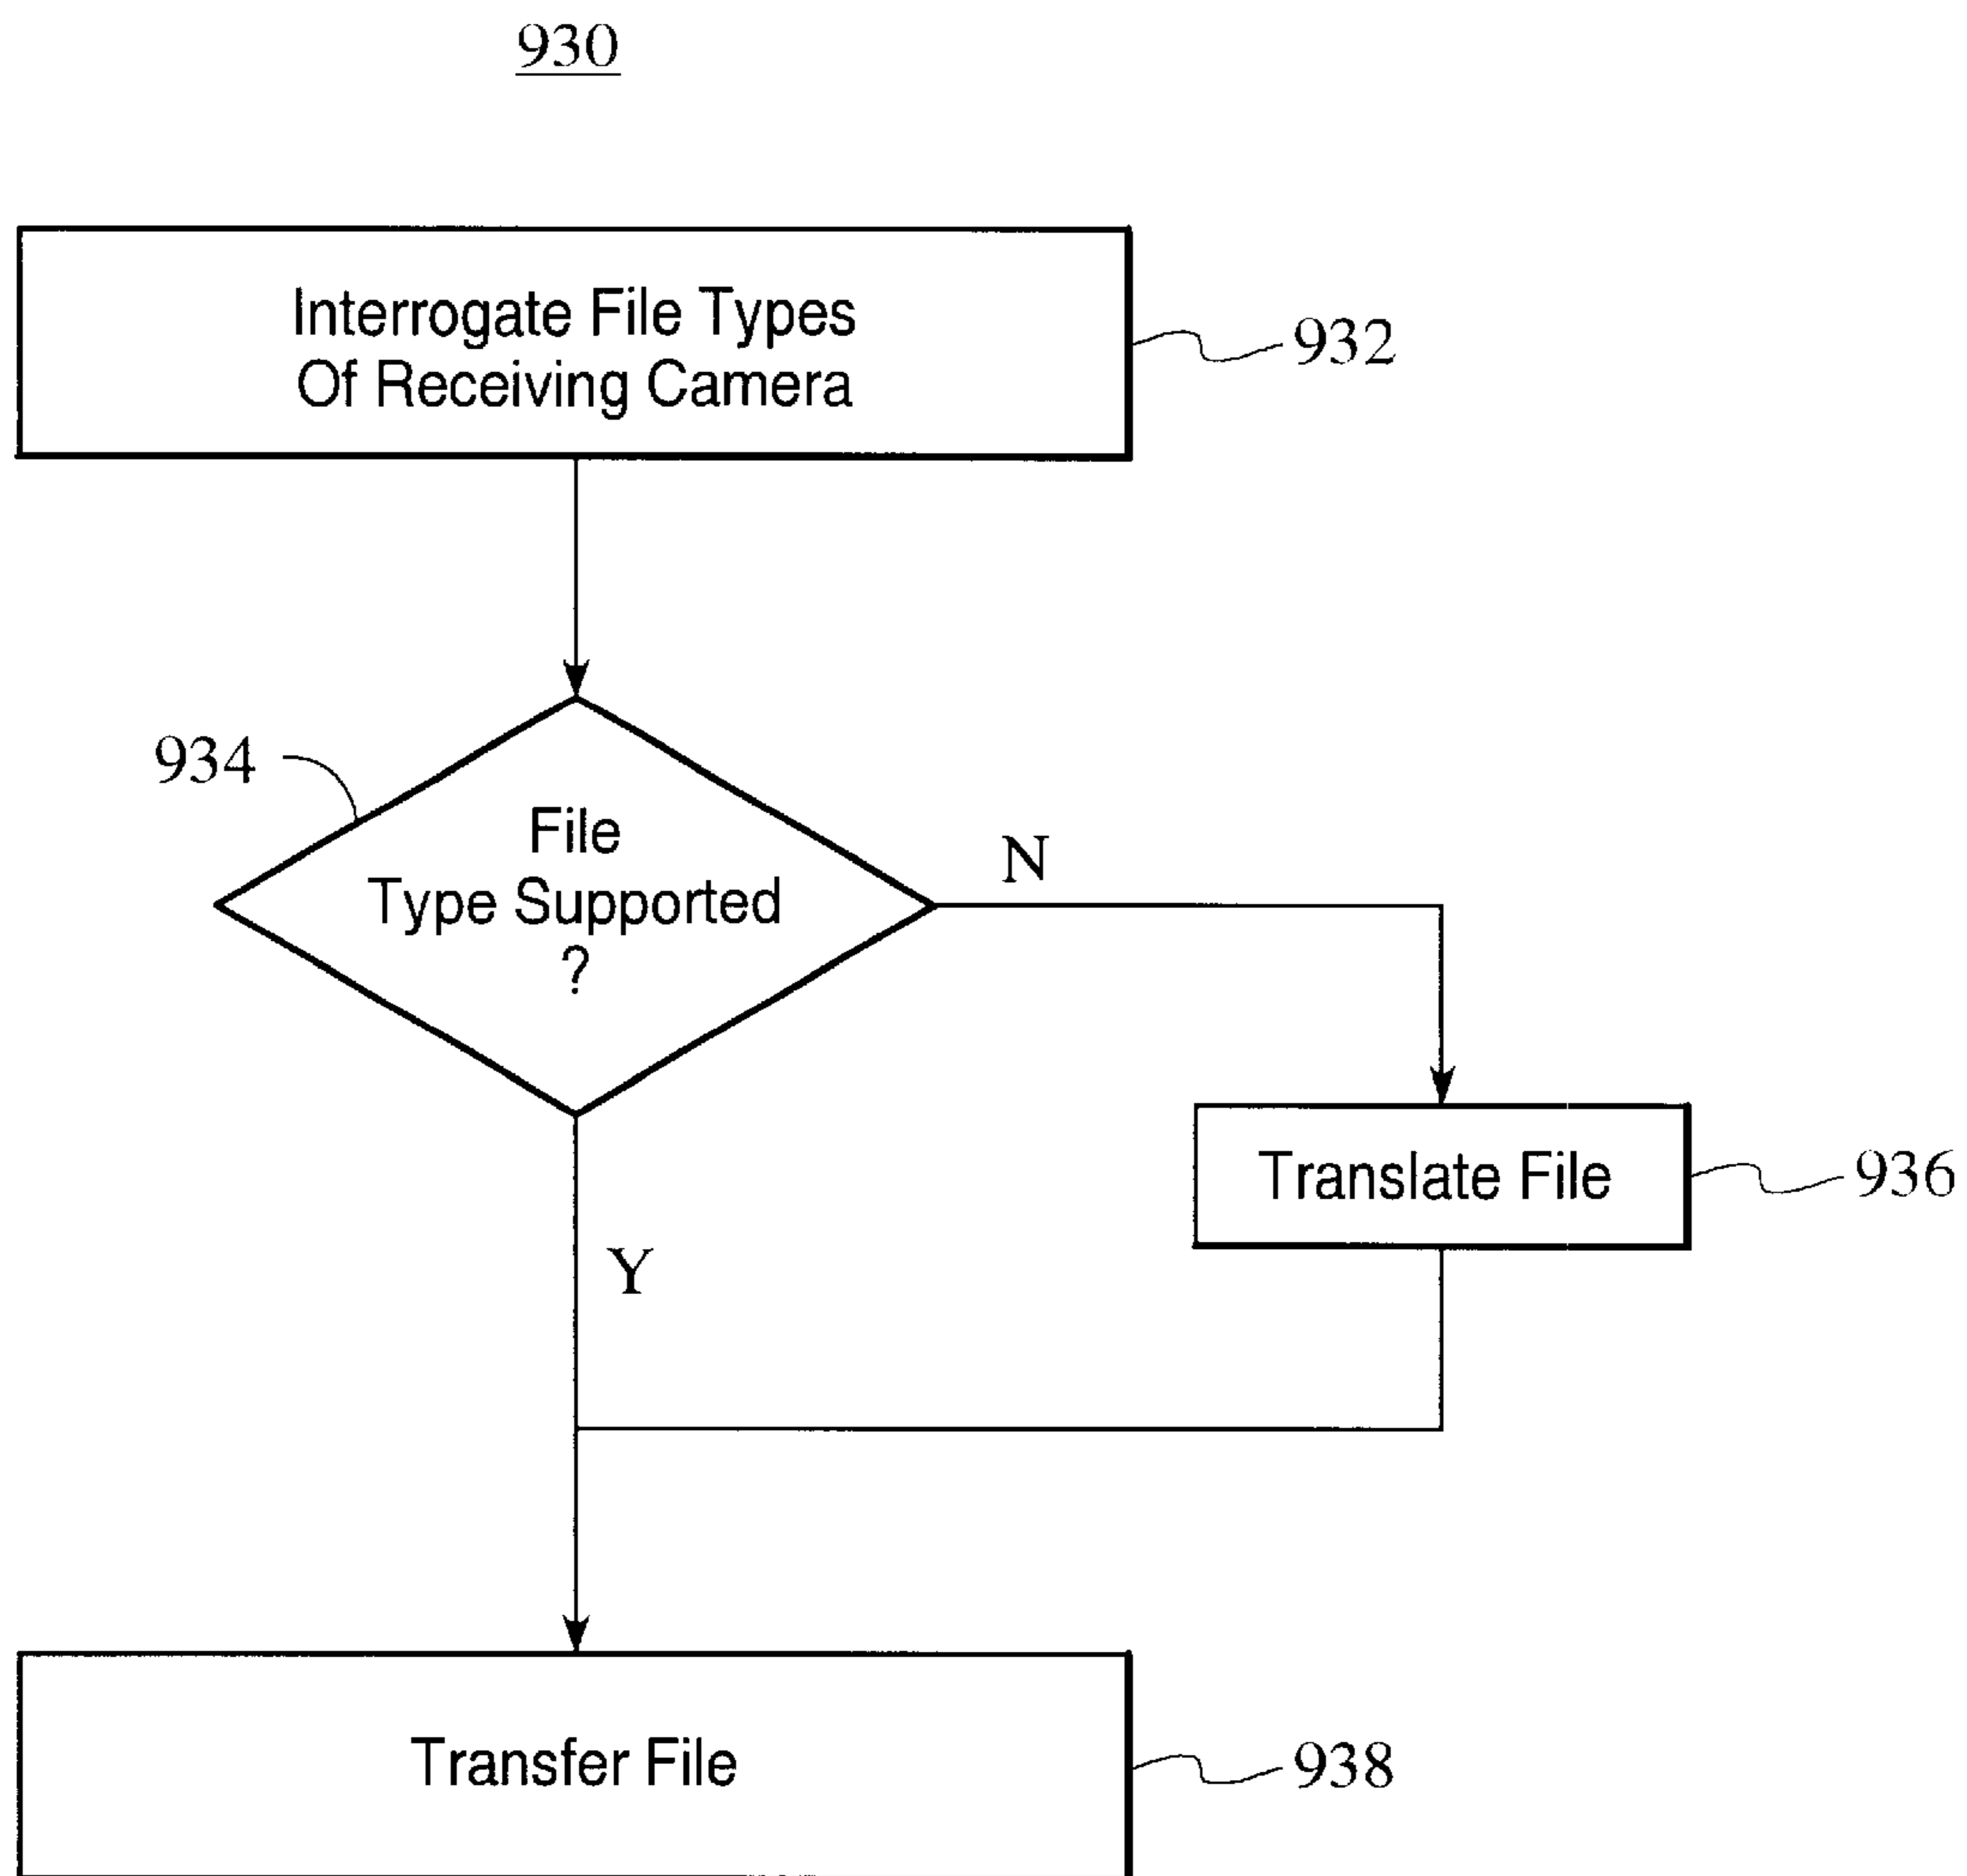 930
Interrogate File Types
Of Receiving Camera
932
934
File
Type Supported
?
N
Translate File
936
Y
Transfer File
938